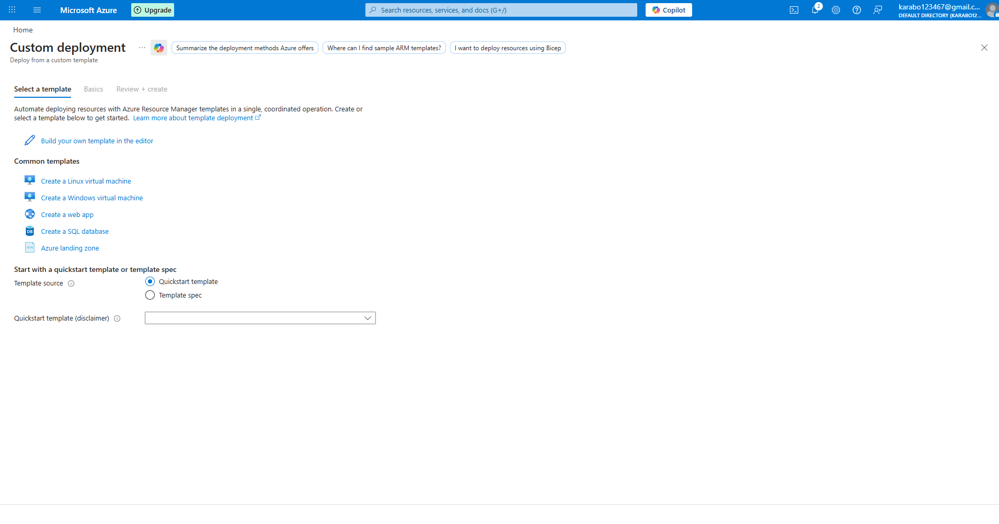 Microsoft Azure
Upgrade
Search resources, services, and docs (G+/)
Copilot
2
karabo123467@gmail.c...
DEFAULT DIRECTORY (KARABO12...
Home
Custom deployment
...
Summarize the deployment methods Azure offers
Where can I find sample ARM templates?
I want to deploy resources using Bicep
Deploy from a custom template
Select a template
Basics
Review + create
Automate deploying resources with Azure Resource Manager templates in a single, coordinated operation. Create or
select a template below to get started. Learn more about template deployment
Build your own template in the editor
Common templates
Create a Linux virtual machine
Create a Windows virtual machine
Create a web app
DB
Create a SQL database
JSON
Azure landing zone
Start with a quickstart template or template spec
Template source
Quickstart template
Template spec
Quickstart template (disclaimer)